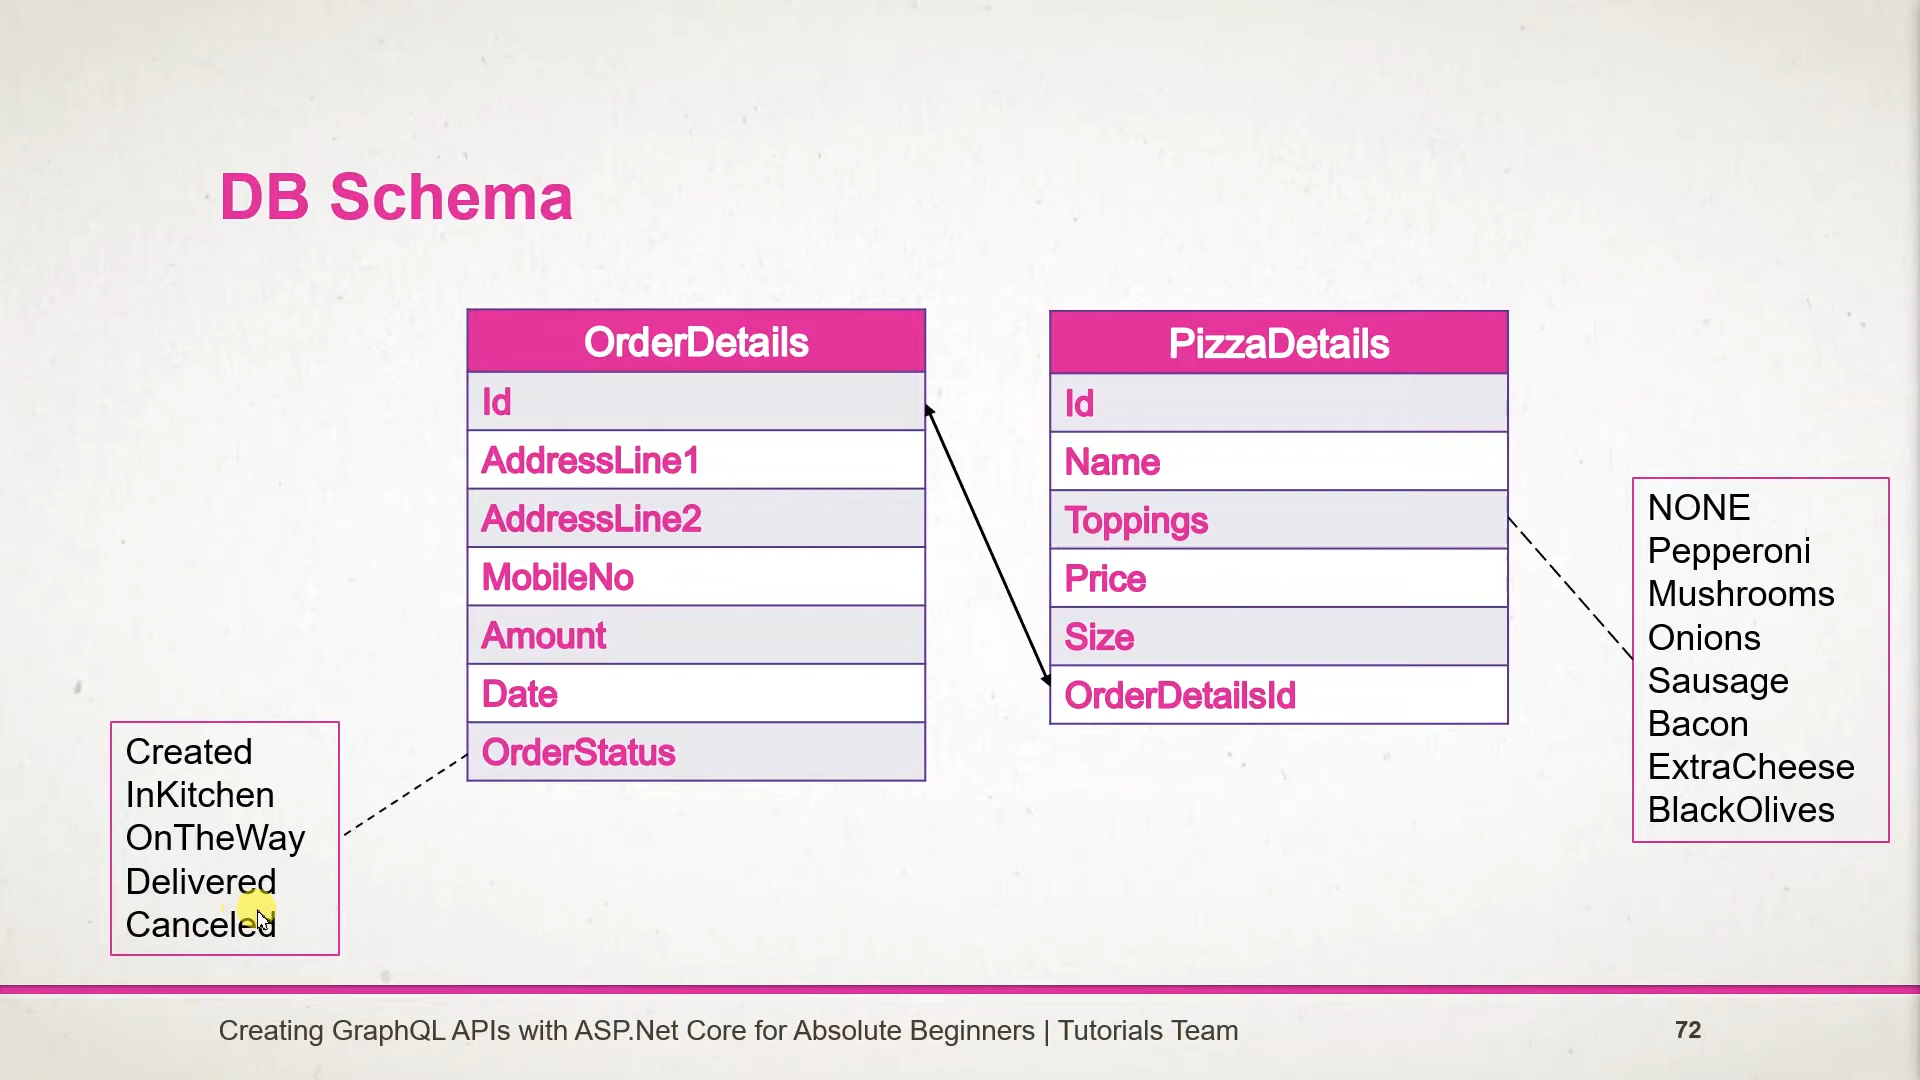 DB Schema
OrderDetails
Id
AddressLine1
AddressLine2
MobileNo
Amount
Date
OrderStatus
PizzaDetails
Id
Name
Toppings
Price
Size
OrderDetailsId
NONE
Pepperoni
Mushrooms
Onions
Sausage
Bacon
ExtraCheese
BlackOlives
Created
InKitchen
OnTheWay
Delivered
Canceled
Creating GraphQL APIs with ASP.Net Core for Absolute Beginners | Tutorials Team
72